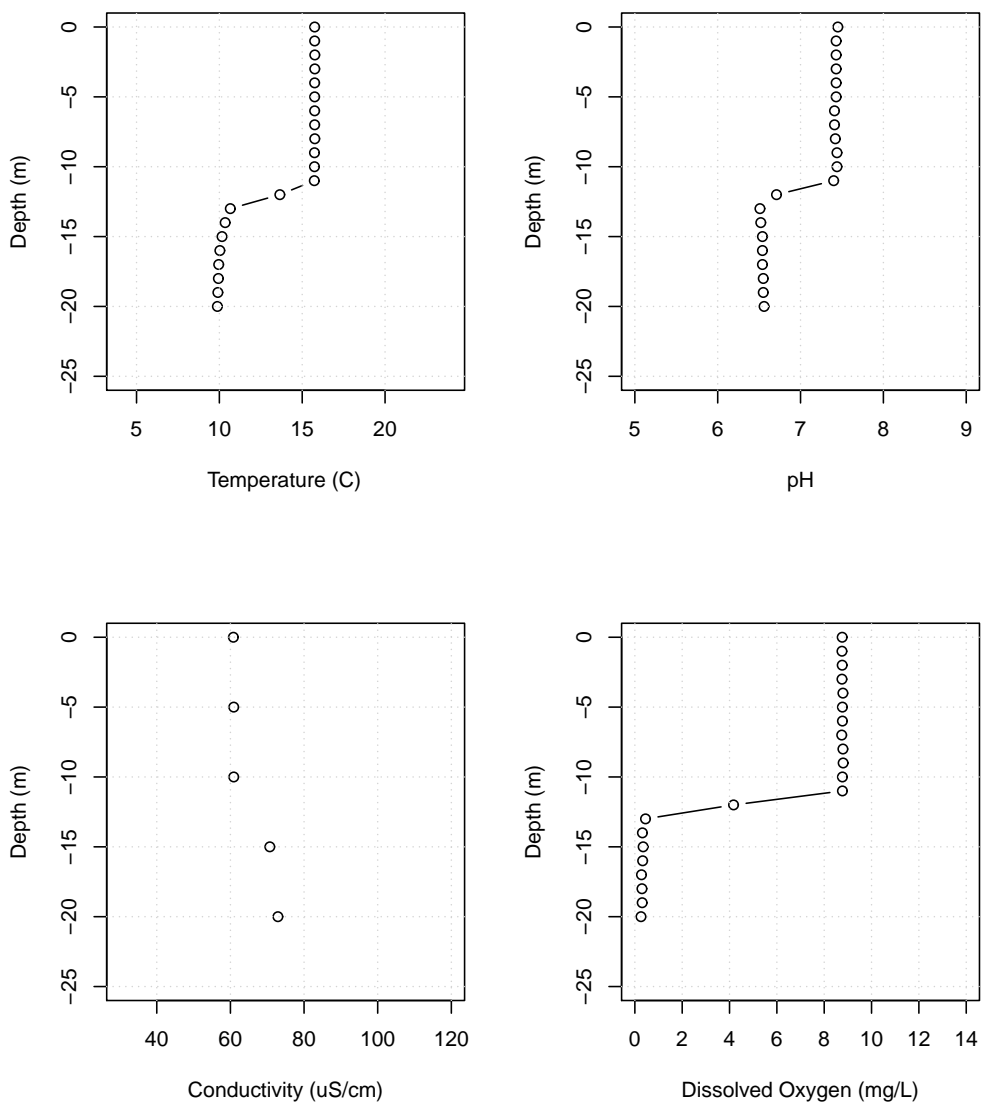 0
−5
−10
−15
−20
−25
Depth (m)
5 10 15 20
Temperature (C)
0
−5
−10
−15
−20
−25
Depth (m)
5 6 7 8 9
pH
0
−5
−10
−15
−20
−25
Depth (m)
40 60 80 100 120
Conductivity (uS/cm)
0
−5
−10
−15
−20
−25
Depth (m)
0 2 4 6 8 10 12 14
Dissolved Oxygen (mg/L)